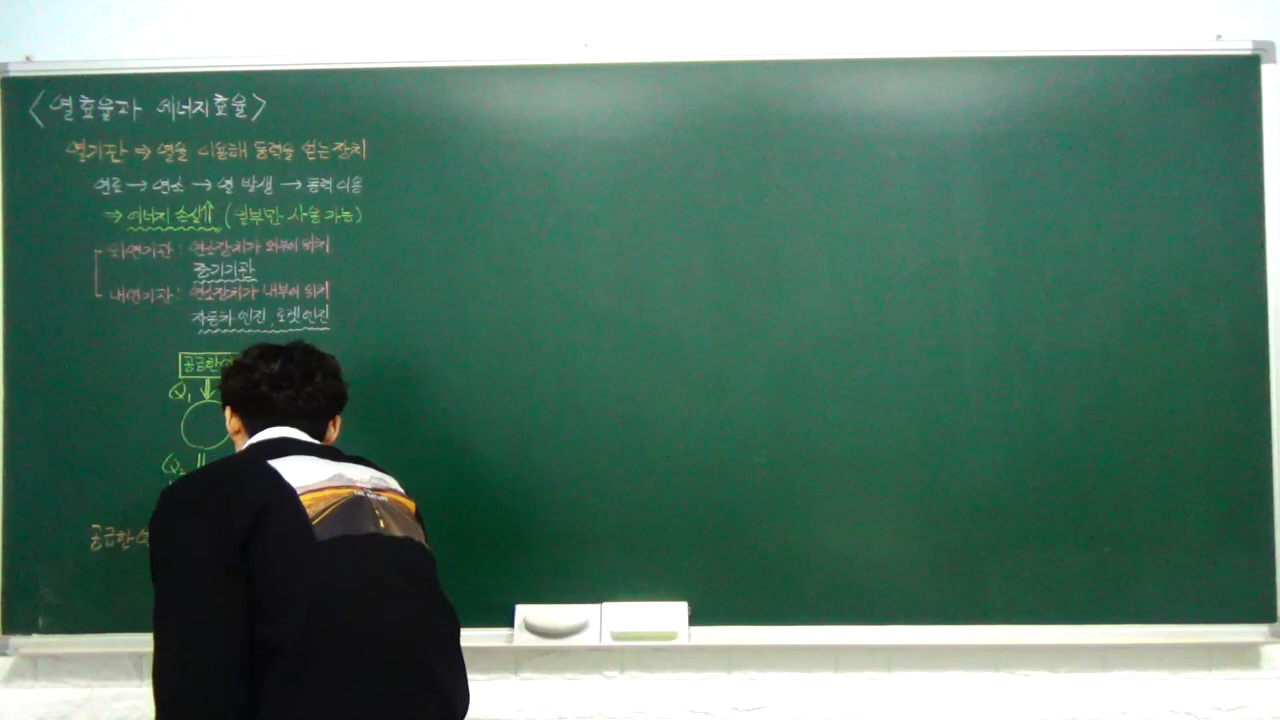 <열효율과 에너지효율>
열기관 ⇒ 열을 이용해 동력을 얻는 장치
연료 → 연소 → 열 발생 → 동력 이용
⇒ 에너지 손실↑ (일부만 사용 가능)
외연기관 : 연소장치가 외부에 위치
증기기관
내연기관 : 연소장치가 내부에 위치
자동차 엔진, 로켓 엔진
공급한
Q₁
Q₂
공급한
THE NATURE